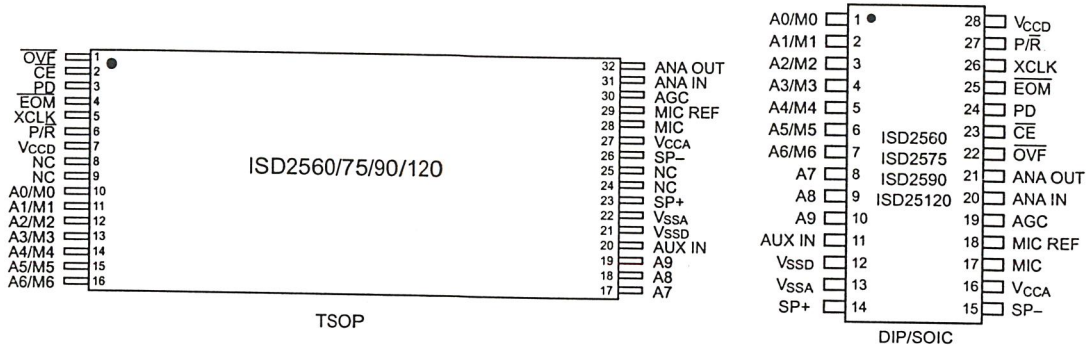 O̅V̅F̅ 1
C̅E̅ 2
PD 3
E̅O̅M̅ 4
XCLK 5
P/R̅ 6
VCCD 7
NC 8
NC 9
A0/M0 10
A1/M1 11
A2/M2 12
A3/M3 13
A4/M4 14
A5/M5 15
A6/M6 16
ISD2560/75/90/120
32 ANA OUT
31 ANA IN
30 AGC
29 MIC REF
28 MIC
27 VCCA
26 SP–
25 NC
24 NC
23 SP+
22 VSSA
21 VSSD
20 AUX IN
19 A9
18 A8
17 A7
TSOP
A0/M0 1
A1/M1 2
A2/M2 3
A3/M3 4
A4/M4 5
A5/M5 6
A6/M6 7
A7 8
A8 9
A9 10
AUX IN 11
VSSD 12
VSSA 13
SP+ 14
ISD2560
ISD2575
ISD2590
ISD25120
28 VCCD
27 P/R̅
26 XCLK
25 E̅O̅M̅
24 PD
23 C̅E̅
22 O̅V̅F̅
21 ANA OUT
20 ANA IN
19 AGC
18 MIC REF
17 MIC
16 VCCA
15 SP–
DIP/SOIC